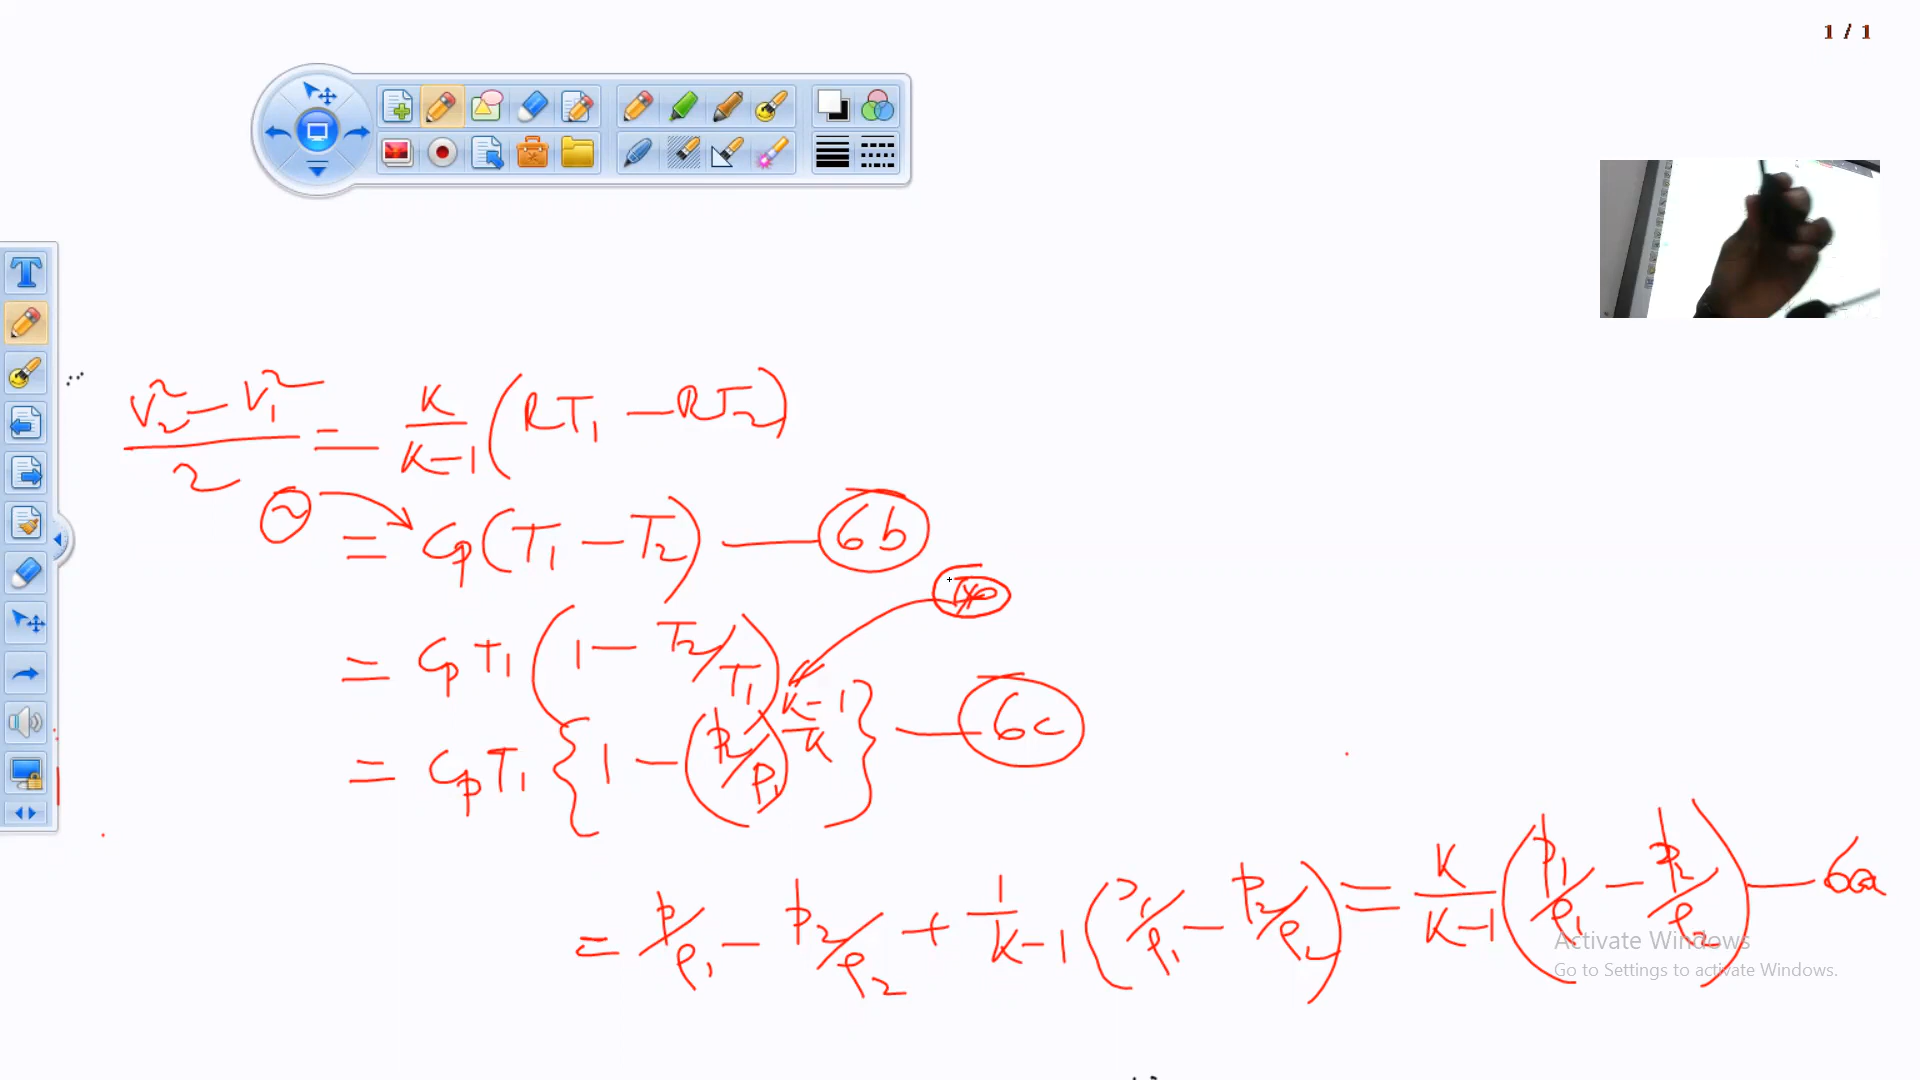 1 / 1
T
V₂² − V₁² / 2 = K/K−1 (RT₁ − RT₂)
② = Cp(T₁ − T₂) — 6b
= CpT₁(1 − T₂/T₁)
= CpT₁{1 − (P₂/P₁)^(K−1/K)} — 6c
= P/ρ₁ − P₂/ρ₂ + 1/K−1 (P₁/ρ₁ − P₂/ρ₂) = K/K−1 (P₁/ρ₁ − P₂/ρ₂) — 6a
Activate Windows
Go to Settings to activate Windows.